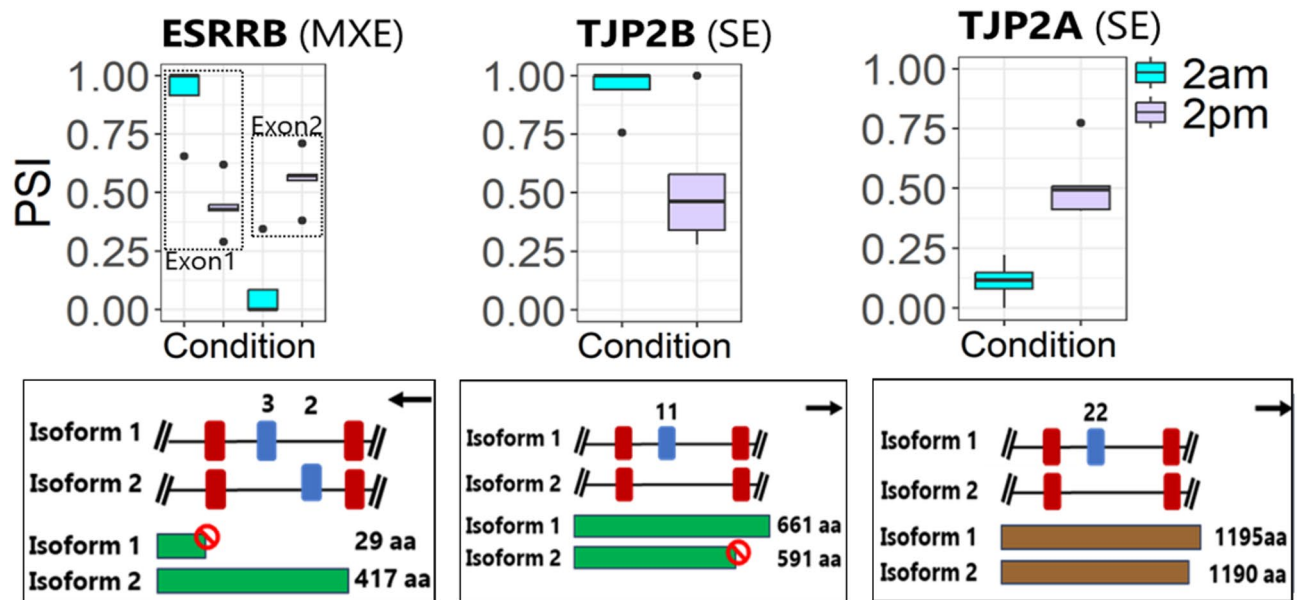 ESRRB (MXE)
1.00
0.75
0.50
0.25
0.00
PSI
Exon1
Exon2
Condition
TJP2B (SE)
1.00
0.75
0.50
0.25
0.00
Condition
TJP2A (SE)
1.00
0.75
0.50
0.25
0.00
Condition
2am
2pm
3 2
Isoform 1
Isoform 2
Isoform 1 29 aa
Isoform 2 417 aa
11
Isoform 1
Isoform 2
Isoform 1 661 aa
Isoform 2 591 aa
22
Isoform 1
Isoform 2
Isoform 1 1195aa
Isoform 2 1190 aa